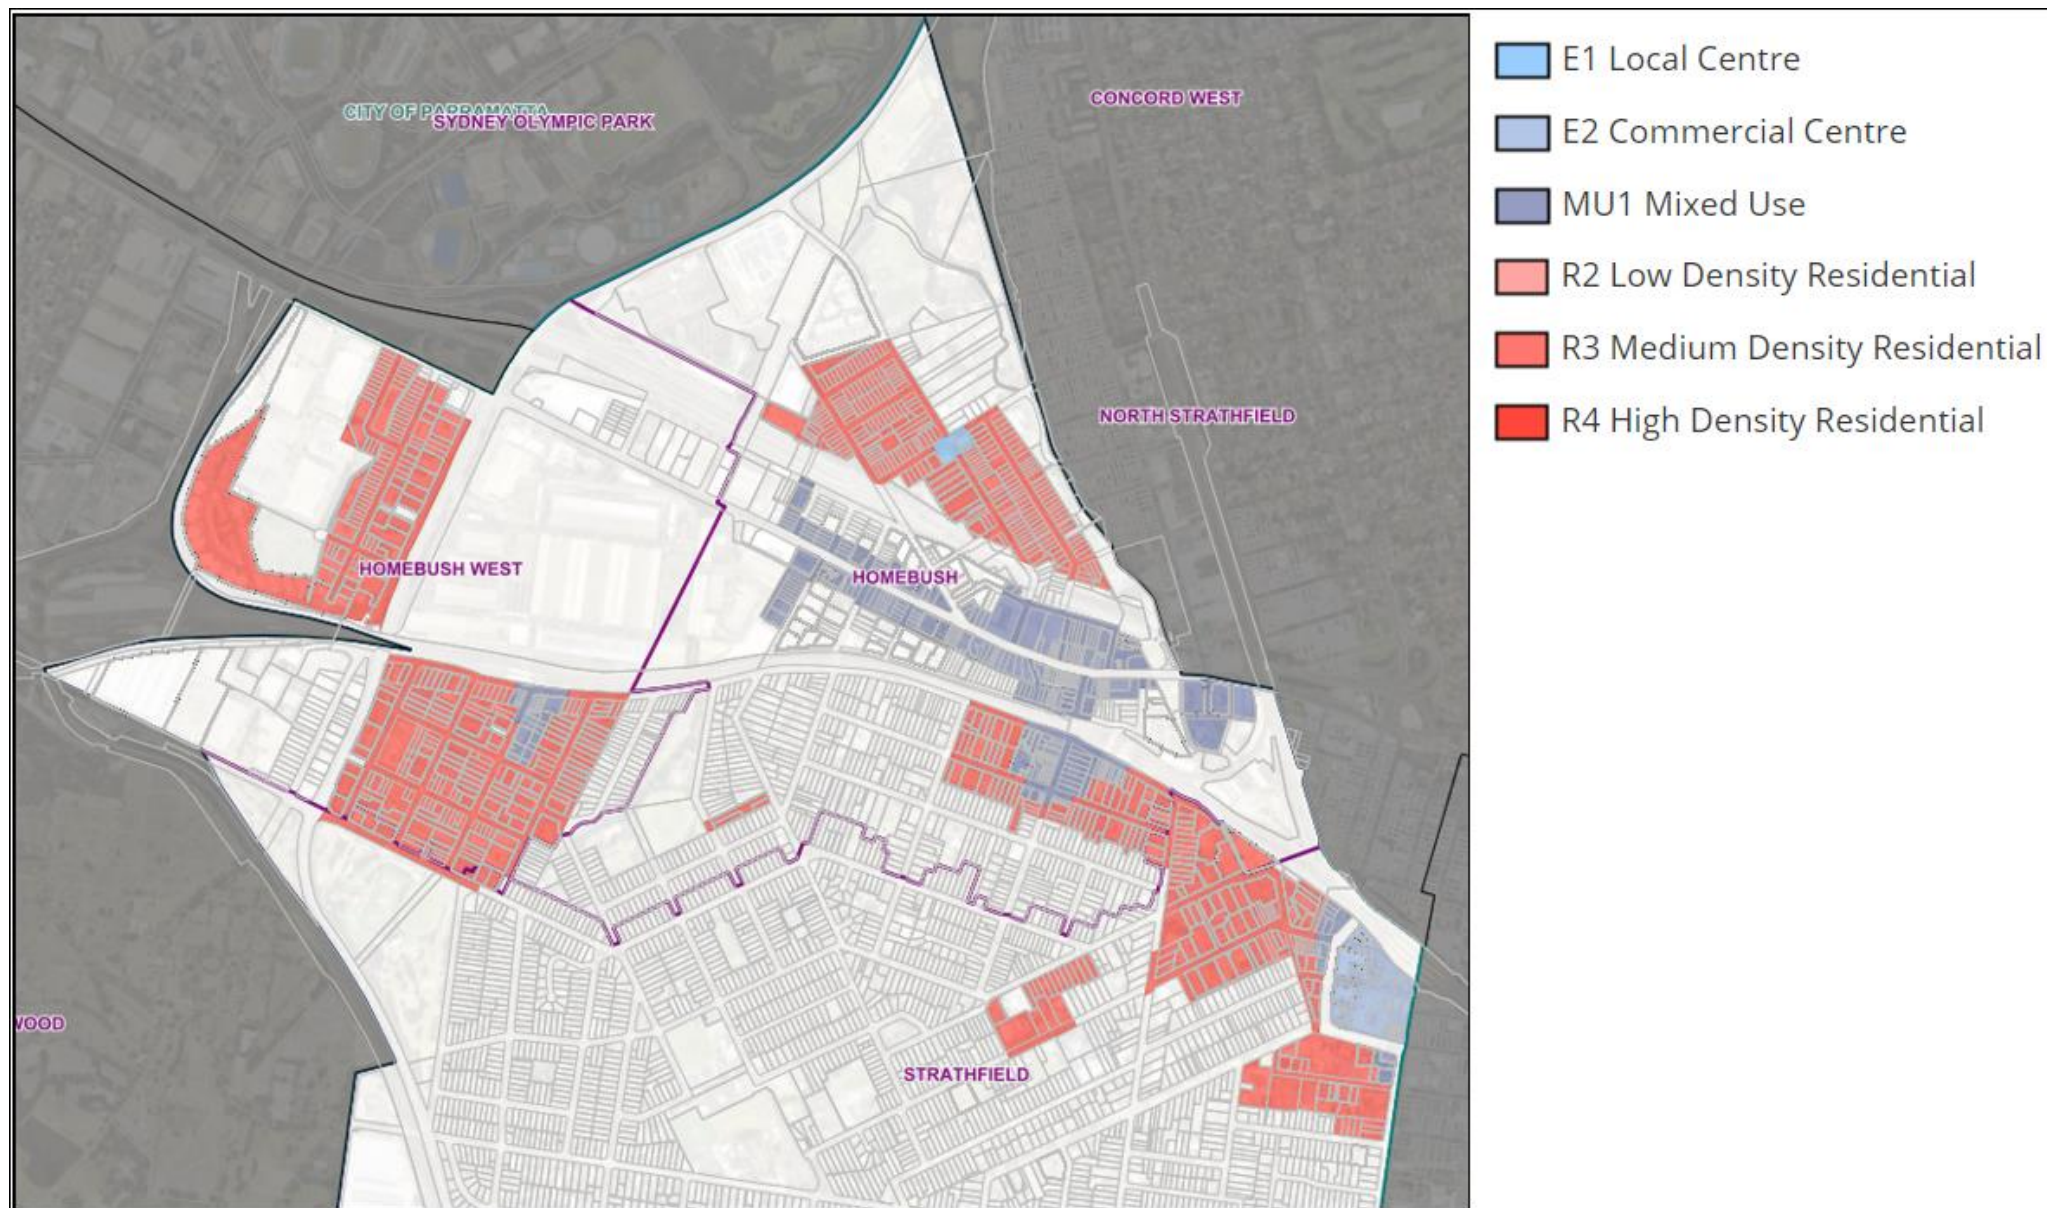 CITY OF PARRAMATTA
SYDNEY OLYMPIC PARK
CONCORD WEST
NORTH STRATHFIELD
HOMEBUSH WEST
HOMEBUSH
WOOD
STRATHFIELD
E1 Local Centre
E2 Commercial Centre
MU1 Mixed Use
R2 Low Density Residential
R3 Medium Density Residential
R4 High Density Residential